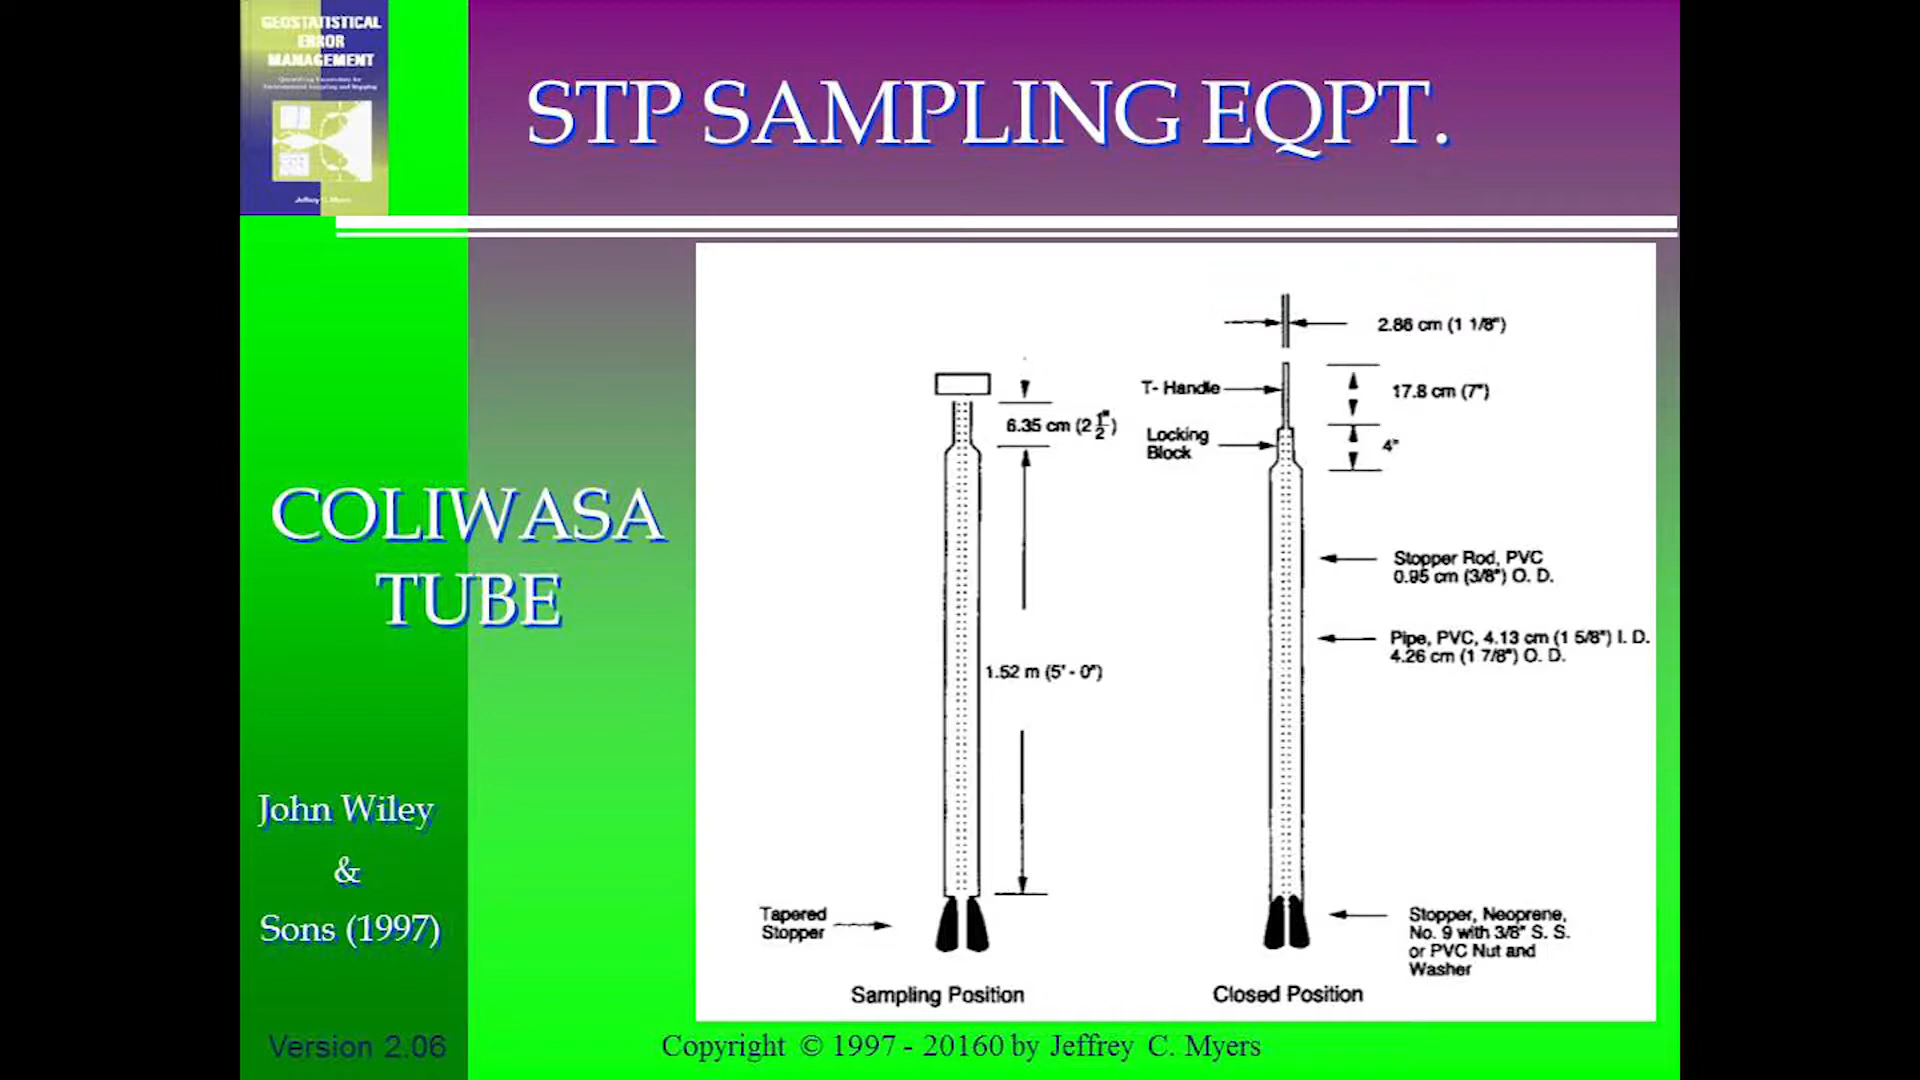 GEOSTATISTICAL
ERROR
MANAGEMENT
Jeffrey C. Myers
STP SAMPLING EQPT.
COLIWASA
TUBE
John Wiley
&
Sons (1997)
Version 2.06
2.86 cm (1 1/8")
T- Handle
17.8 cm (7")
6.35 cm (2 1/2")
Locking
Block
4"
Stopper Rod, PVC
0.95 cm (3/8") O. D.
Pipe, PVC, 4.13 cm (1 5/8") I. D.
4.26 cm (1 7/8") O. D.
1.52 m (5' - 0")
Tapered
Stopper
Stopper, Neoprene,
No. 9 with 3/8" S. S.
or PVC Nut and
Washer
Sampling Position
Closed Position
Copyright © 1997 - 20160 by Jeffrey C. Myers